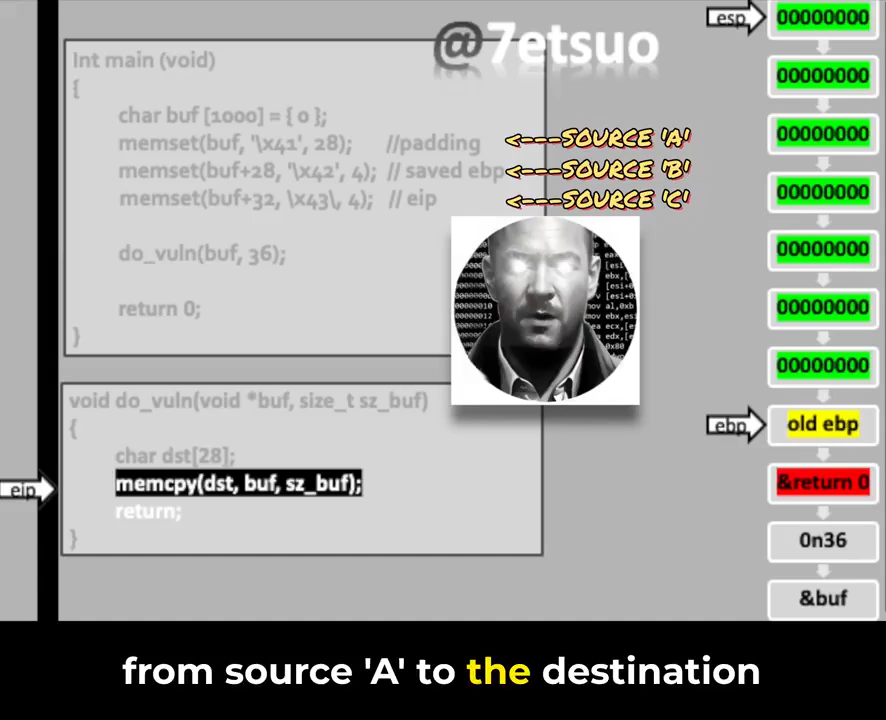 @7etsuo
Int main (void)
{
char buf [1000] = { 0 };
memset(buf, '\x41', 28); //padding
memset(buf+28, '\x42', 4); // saved ebp
memset(buf+32, \x43\, 4); // eip
do_vuln(buf, 36);
return 0;
}
<---SOURCE 'A'
<---SOURCE 'B'
<---SOURCE 'C'
void do_vuln(void *buf, size_t sz_buf)
{
char dst[28];
memcpy(dst, buf, sz_buf);
return;
}
eip
esp
00000000
00000000
00000000
00000000
00000000
00000000
00000000
ebp
old ebp
&return 0
0n36
&buf
from source 'A' to the destination